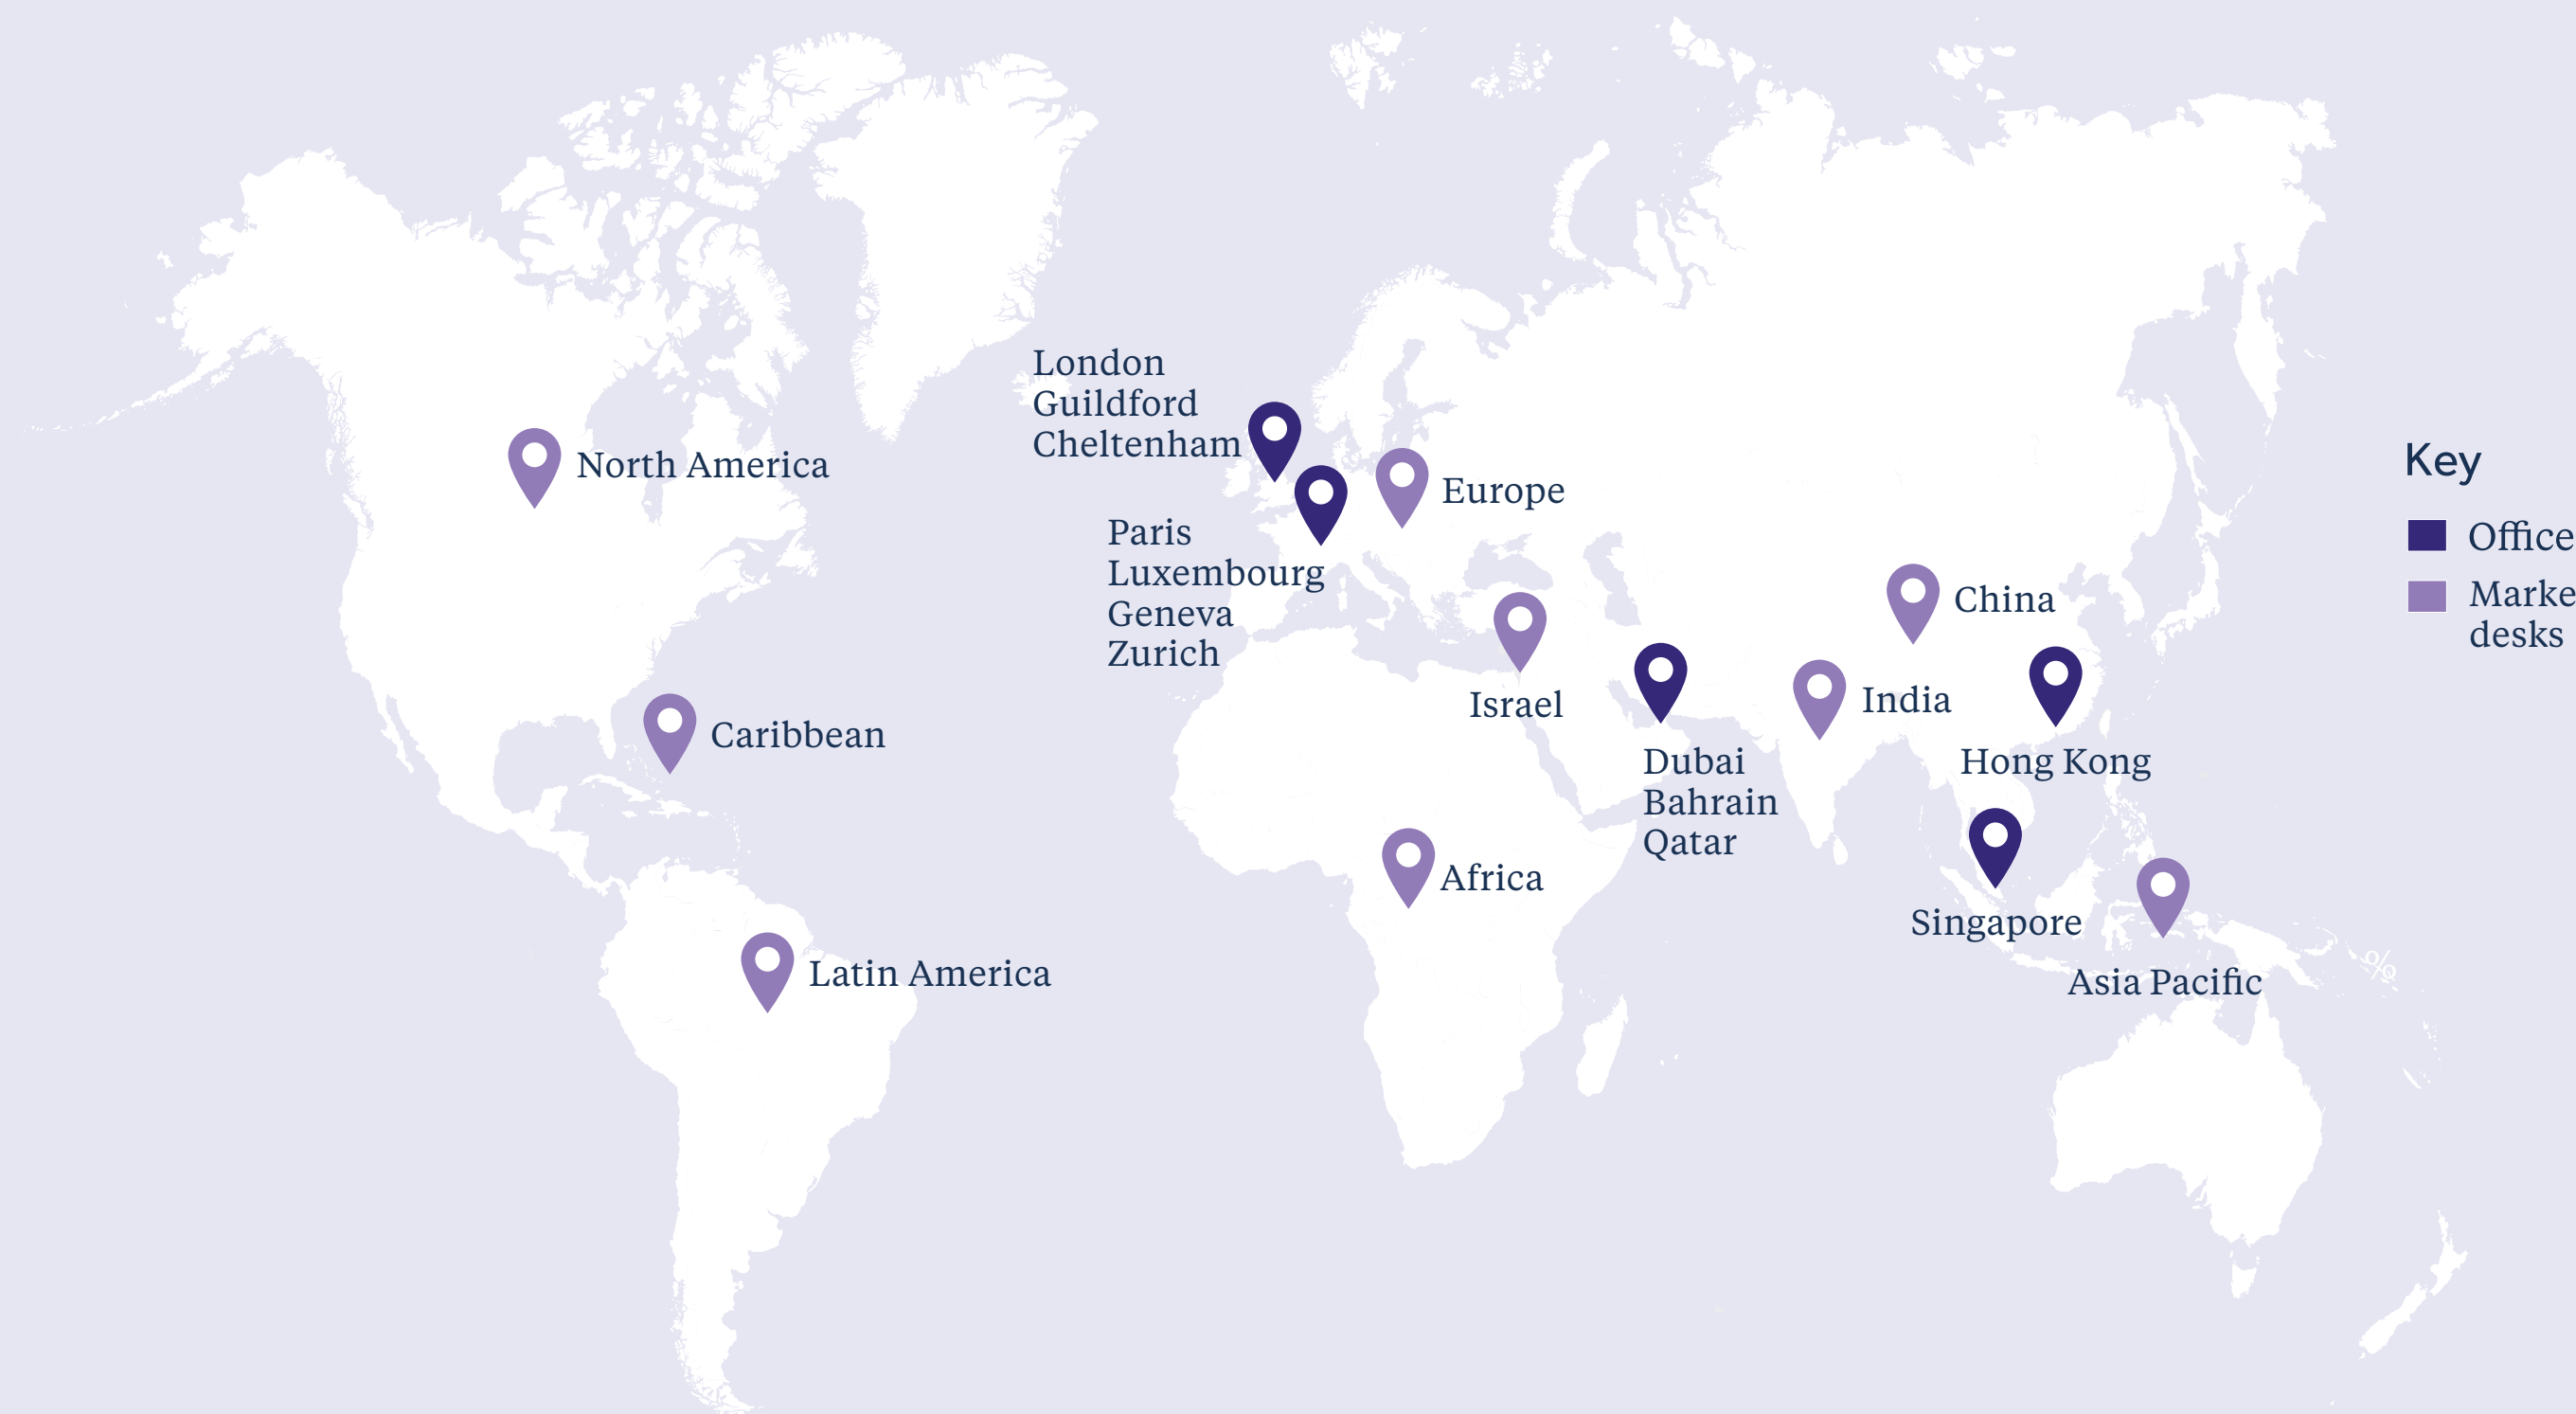 London
Guildford
Cheltenham
North America
Europe
Paris
Luxembourg
Geneva
Zurich
Key
Office
Marke
desks
China
Israel
India
Caribbean
Dubai
Bahrain
Qatar
Hong Kong
Africa
Singapore
Latin America
Asia Pacific
%